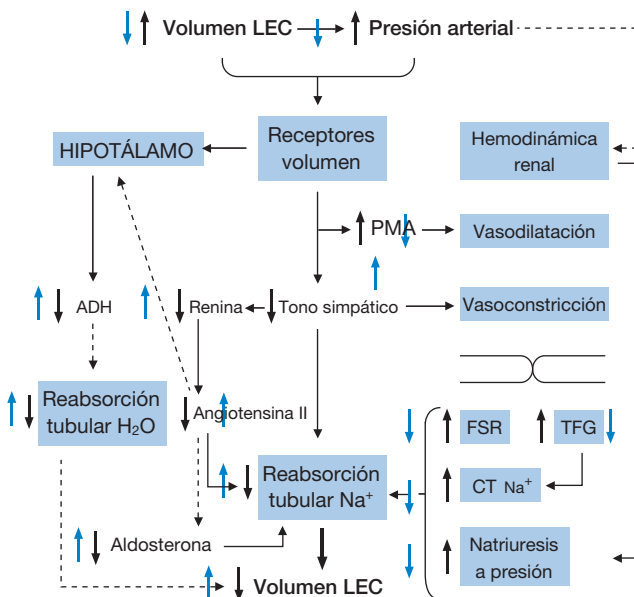 Volumen LEC
Presión arterial
Receptores
volumen
HIPOTÁLAMO
Hemodinámica
renal
PMA
Vasodilatación
ADH
Renina
Tono simpático
Vasoconstricción
Reabsorción
tubular H₂O
Angiotensina II
FSR
TFG
Reabsorción
tubular Na⁺
CT Na⁺
Aldosterona
Natriuresis
a presión
Volumen LEC